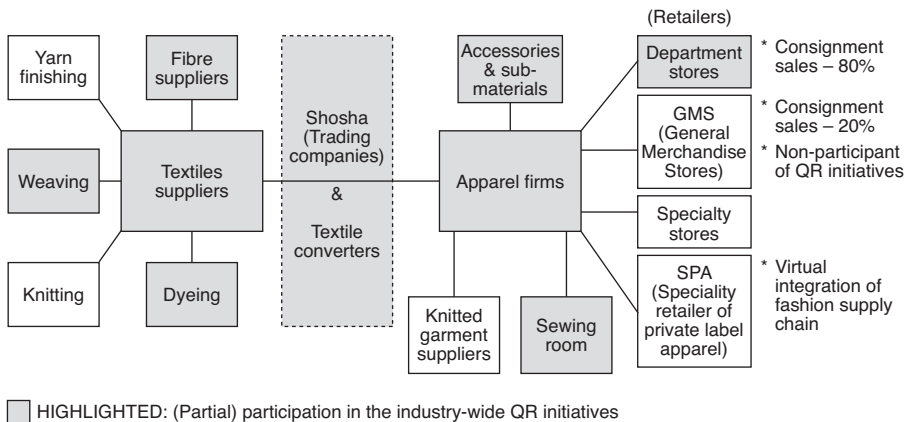 (Retailers)
Yarn
finishing
Fibre
suppliers
Weaving
Textiles
suppliers
Knitting
Dyeing
Shosha
(Trading
companies)
&
Textile
converters
Accessories
& sub-
materials
Apparel firms
Knitted
garment
suppliers
Sewing
room
Department
stores
* Consignment
sales – 80%
GMS
(General
Merchandise
Stores)
* Consignment
sales – 20%
* Non-participant
of QR initiatives
Specialty
stores
SPA
(Speciality
retailer of
private label
apparel)
* Virtual
integration of
fashion supply
chain
HIGHLIGHTED: (Partial) participation in the industry-wide QR initiatives